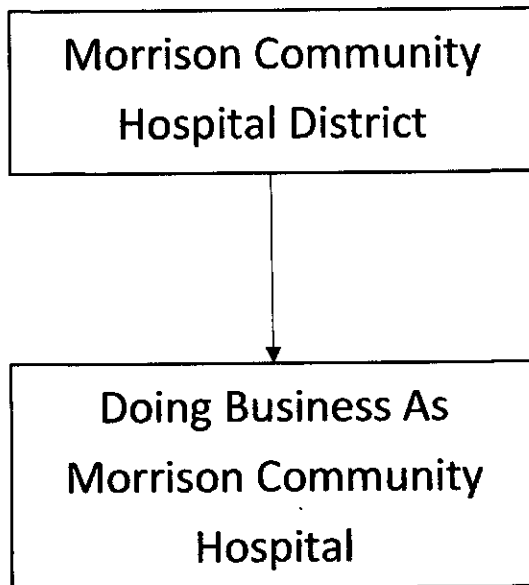 Morrison Community
Hospital District
Doing Business As
Morrison Community
Hospital